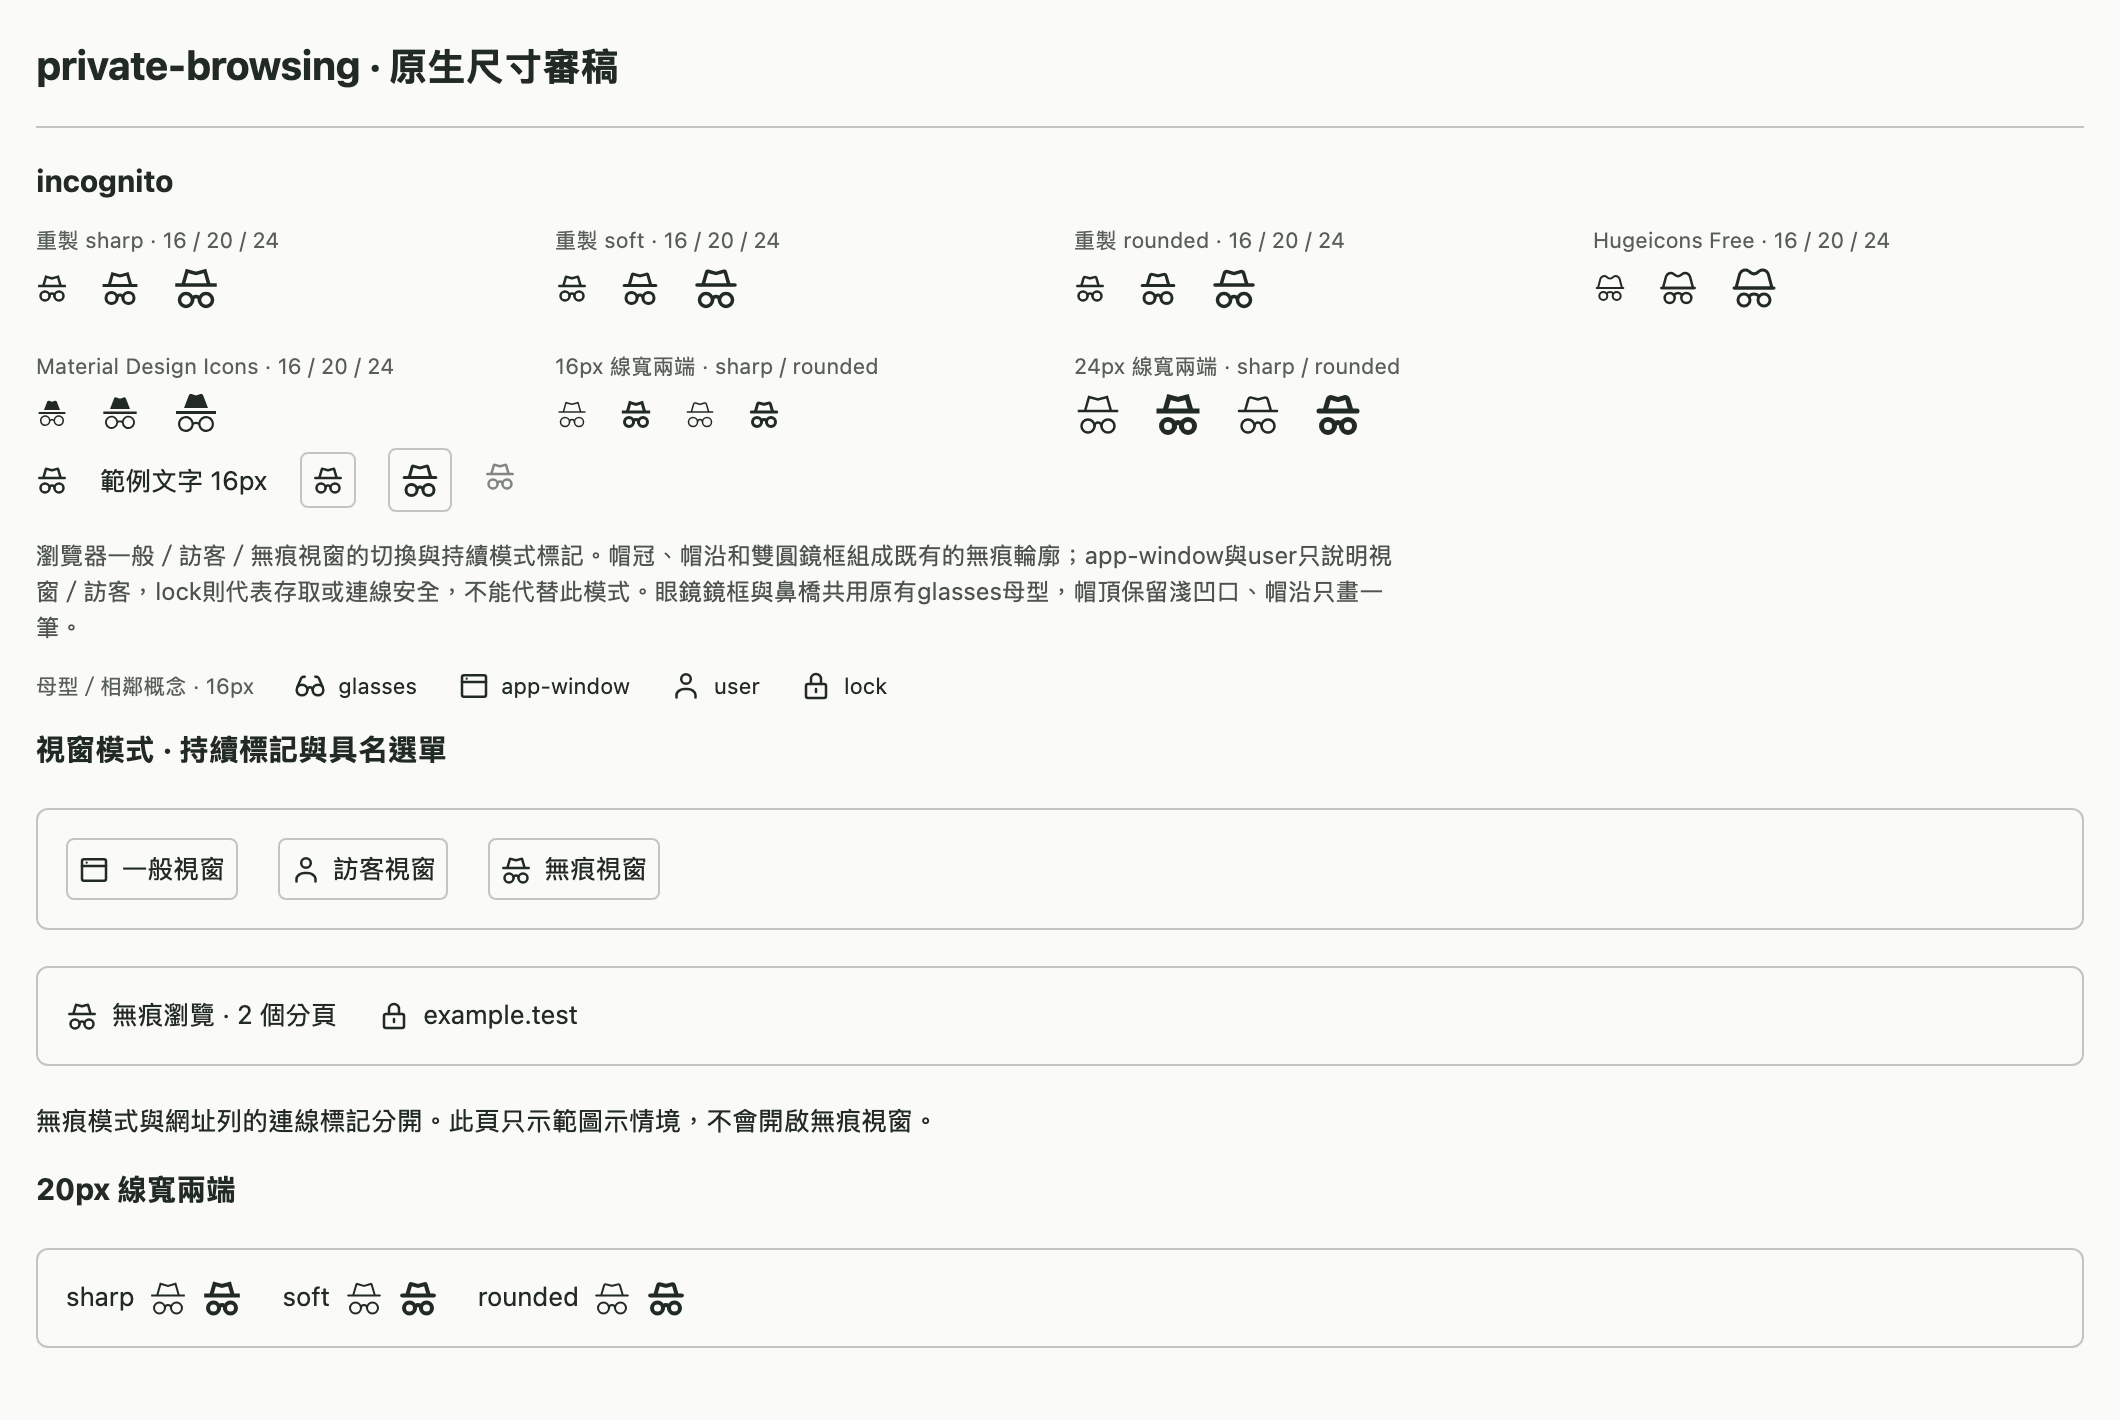 private-browsing · 原生尺寸審稿
incognito
重製 sharp · 16 / 20 / 24
重製 soft · 16 / 20 / 24
重製 rounded · 16 / 20 / 24
Hugeicons Free · 16 / 20 / 24
Material Design Icons · 16 / 20 / 24
16px 線寬兩端 · sharp / rounded
24px 線寬兩端 · sharp / rounded
範例文字 16px
瀏覽器一般 / 訪客 / 無痕視窗的切換與持續模式標記。帽冠、帽沿和雙圓鏡框組成既有的無痕輪廓；app-window與user只說明視
窗 / 訪客，lock則代表存取或連線安全，不能代替此模式。眼鏡鏡框與鼻橋共用原有glasses母型，帽頂保留淺凹口、帽沿只畫一
筆。
母型 / 相鄰概念 · 16px glasses app-window user lock
視窗模式 · 持續標記與具名選單
一般視窗 訪客視窗 無痕視窗
無痕瀏覽 · 2 個分頁 example.test
無痕模式與網址列的連線標記分開。此頁只示範圖示情境，不會開啟無痕視窗。
20px 線寬兩端
sharp soft rounded